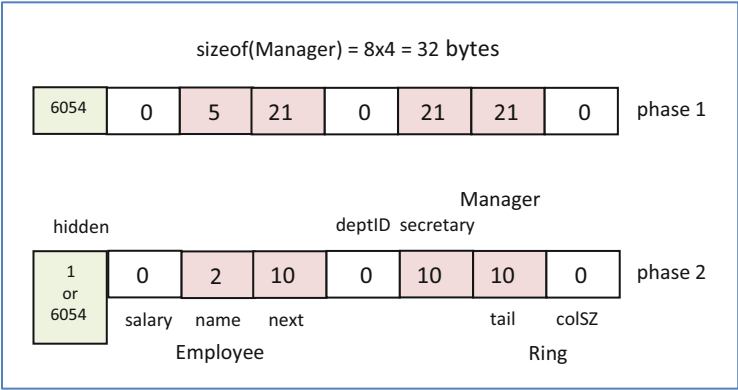 sizeof(Manager) = 8x4 = 32 bytes
6054 0 5 21 0 21 21 0 phase 1
Manager
hidden deptID secretary
1 or 6054 0 2 10 0 10 10 0 phase 2
salary name next tail colSZ
Employee Ring